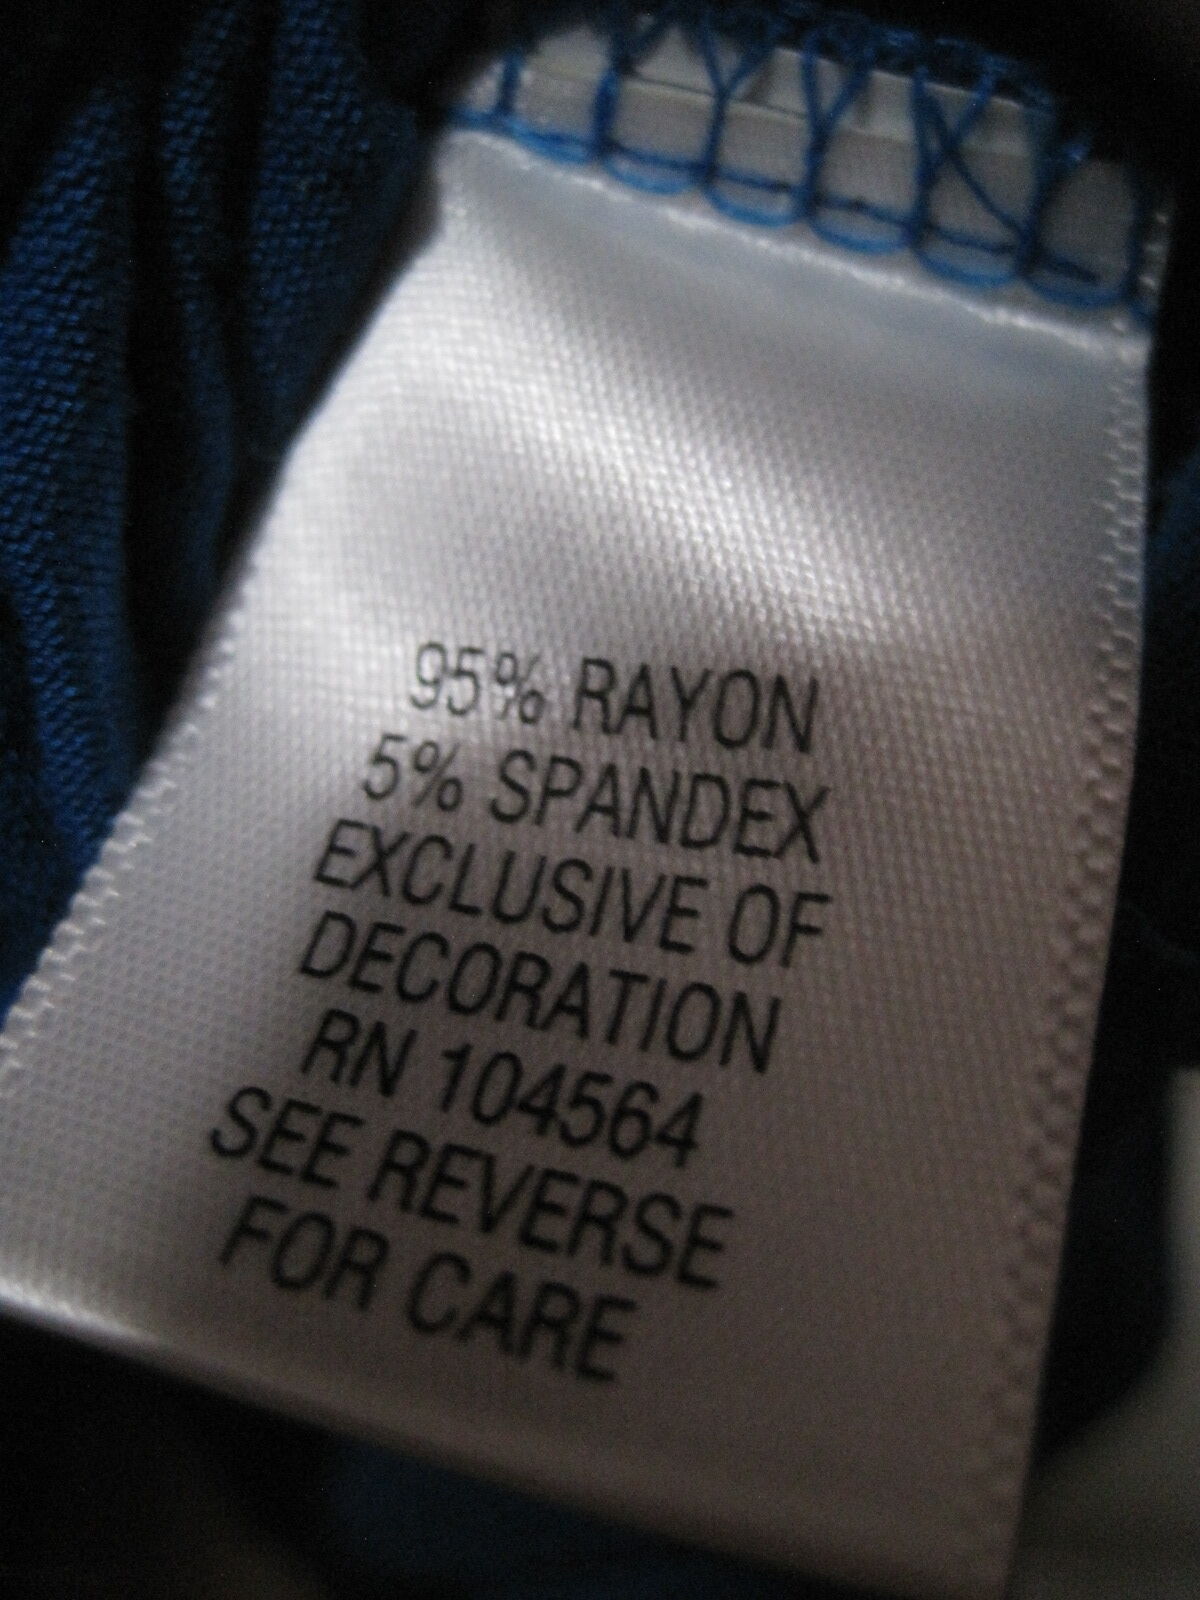 95% RAYON
5% SPANDEX
EXCLUSIVE OF
DECORATION
RN 104564
SEE REVERSE
FOR CARE